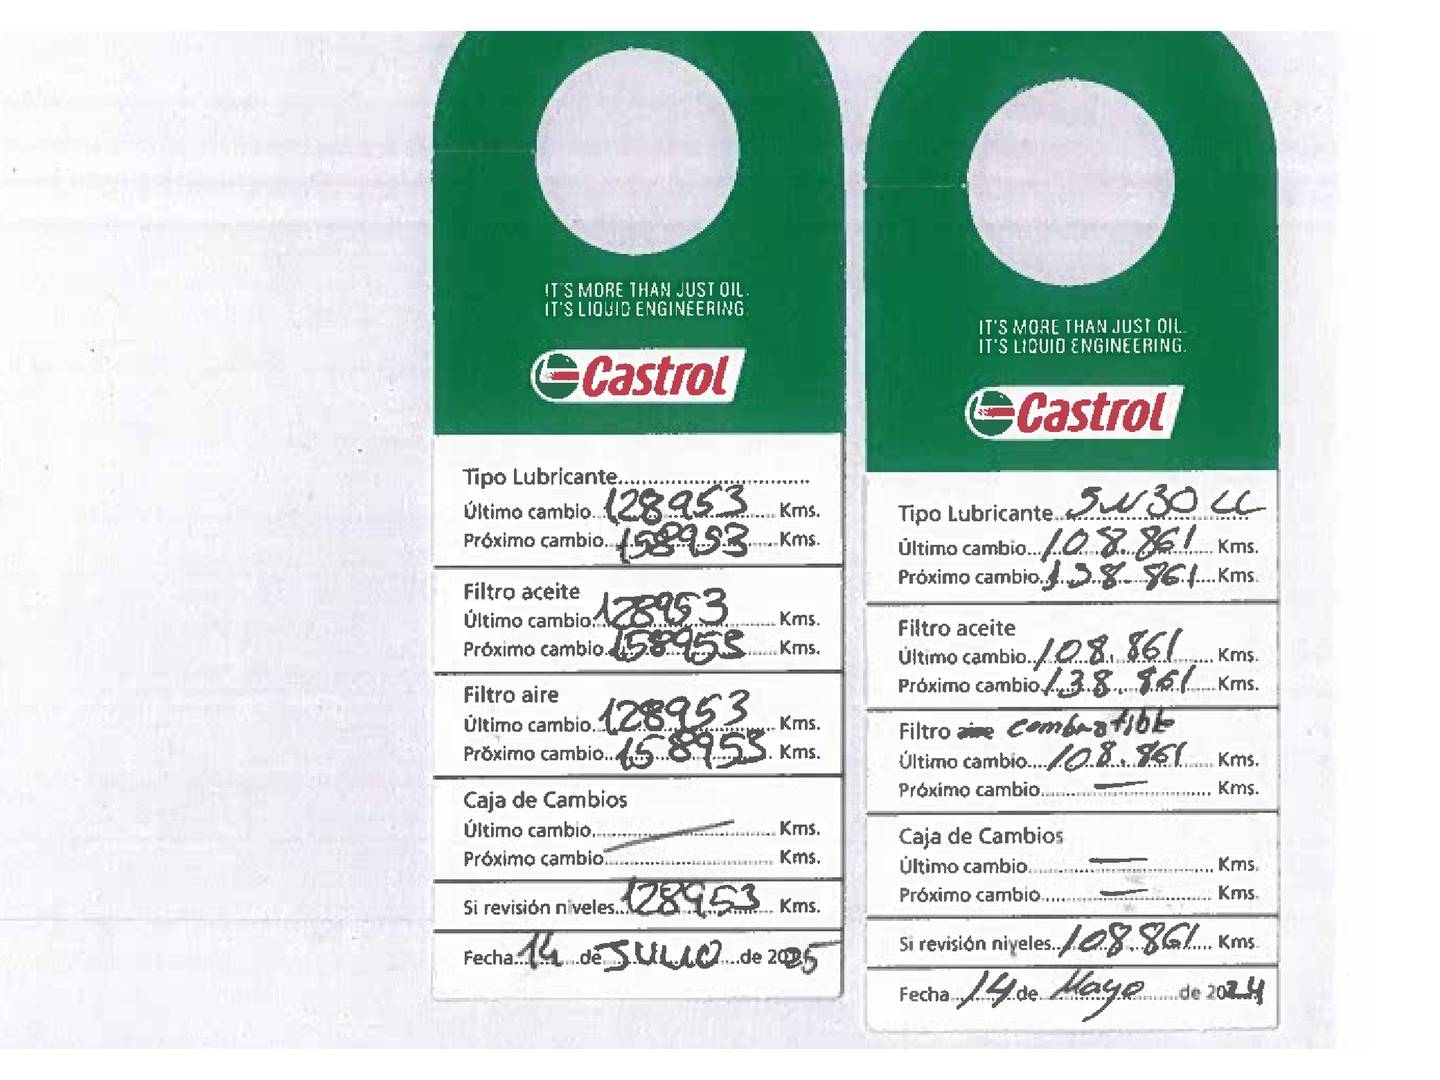 IT'S MORE THAN JUST OIL.
IT'S LIQUID ENGINEERING.
Castrol
Tipo Lubricante
Último cambio 128953 Kms.
Próximo cambio 158953 Kms.
Filtro aceite
Último cambio 128953 Kms.
Próximo cambio 158953 Kms.
Filtro aire
Último cambio 128953 Kms.
Próximo cambio 158953 Kms.
Caja de Cambios
Último cambio Kms.
Próximo cambio Kms.
Si revisión niveles 128953 Kms.
Fecha 14 de JULIO de 2025
IT'S MORE THAN JUST OIL.
IT'S LIQUID ENGINEERING.
Castrol
Tipo Lubricante 5W30 LL
Último cambio 108.861 Kms.
Próximo cambio 138.861 Kms.
Filtro aceite
Último cambio 108.861 Kms.
Próximo cambio 138.861 Kms.
Filtro aire combustible
Último cambio 108.861 Kms.
Próximo cambio — Kms.
Caja de Cambios
Último cambio — Kms.
Próximo cambio — Kms.
Si revisión niveles 108.861 Kms.
Fecha 14 de Mayo de 2024